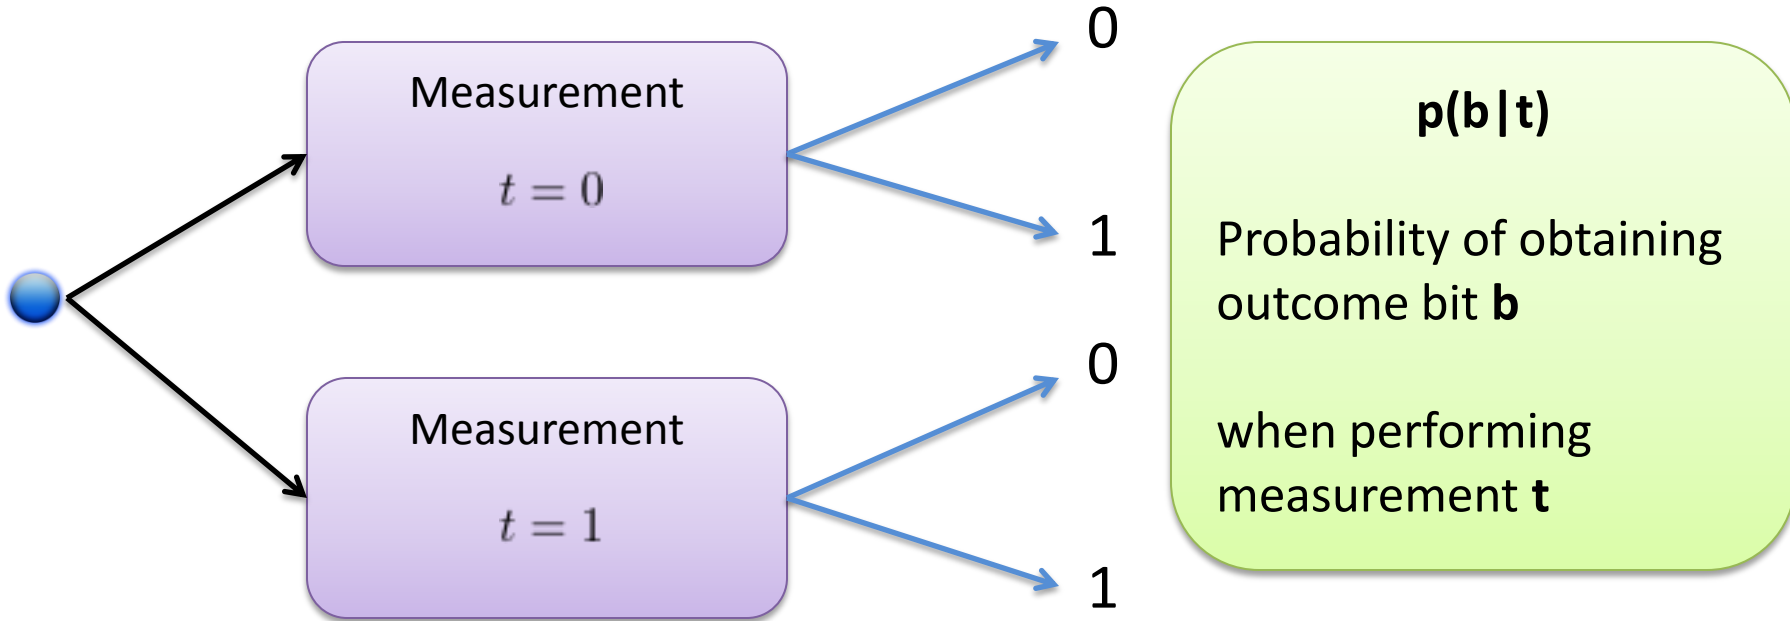 Measurement
t = 0
0
1
Measurement
t = 1
0
1
p(b|t)
Probability of obtaining
outcome bit b
when performing
measurement t